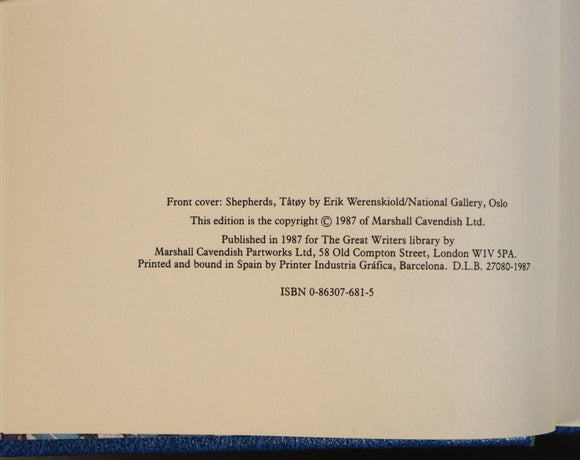 Front cover: Shepherds, Tåtøy by Erik Werenskiold/National Gallery, Oslo
This edition is the copyright © 1987 of Marshall Cavendish Ltd.
Published in 1987 for The Great Writers library by
Marshall Cavendish Partworks Ltd, 58 Old Compton Street, London W1V 5PA.
Printed and bound in Spain by Printer Industria Gráfica, Barcelona. D.L.B. 27080-1987
ISBN 0-86307-681-5